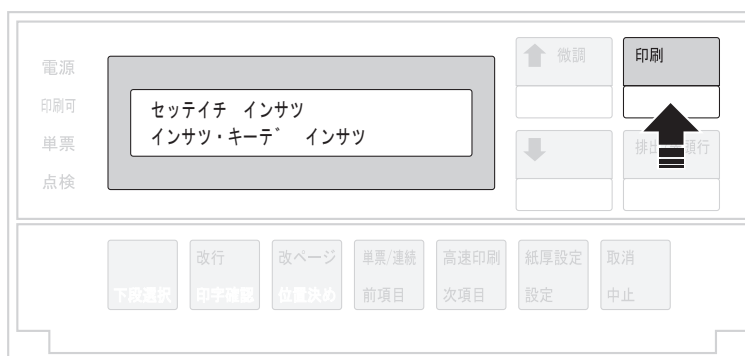 電源
印刷可
単票
点検
セッテイチ インサツ
インサツ・キーデ インサツ
微調
印刷
排出 頭行
改行
改ページ
単票/連続
高速印刷
紙厚設定
取消
下段選択
印字確認
位置決め
前項目
次項目
設定
中止